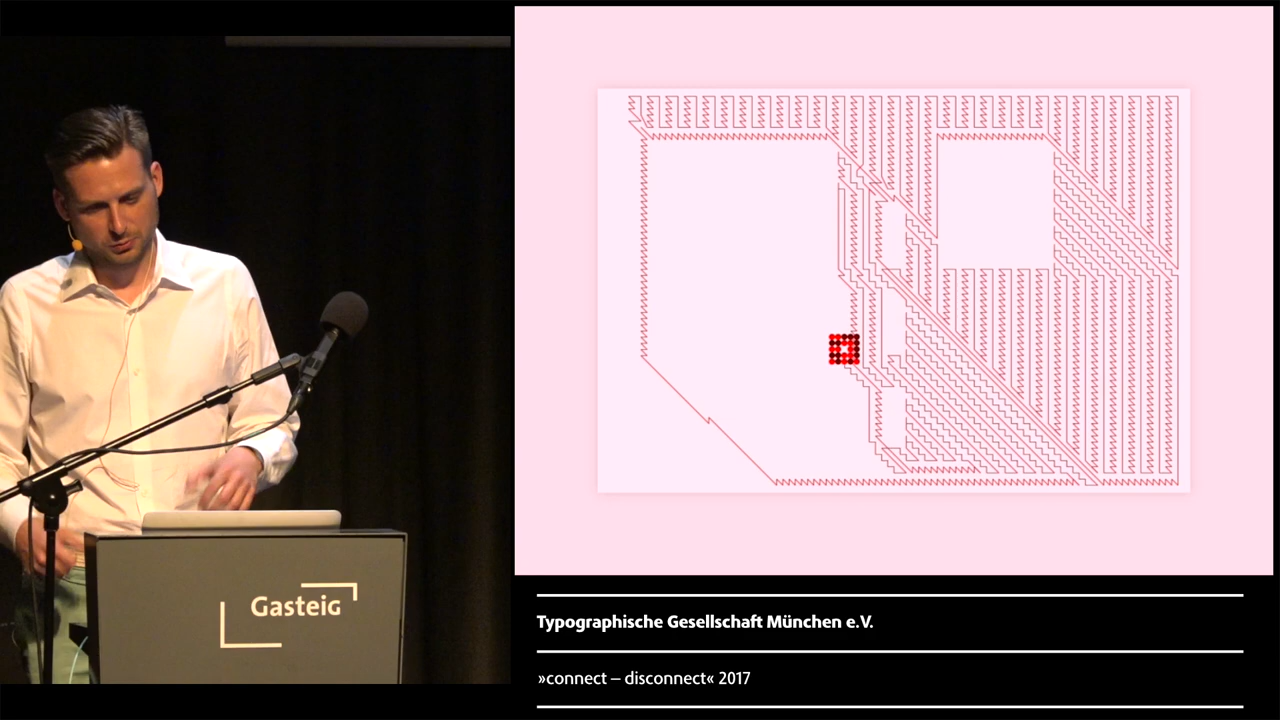 Gasteig
Typographische Gesellschaft München e.V.
»connect – disconnect« 2017